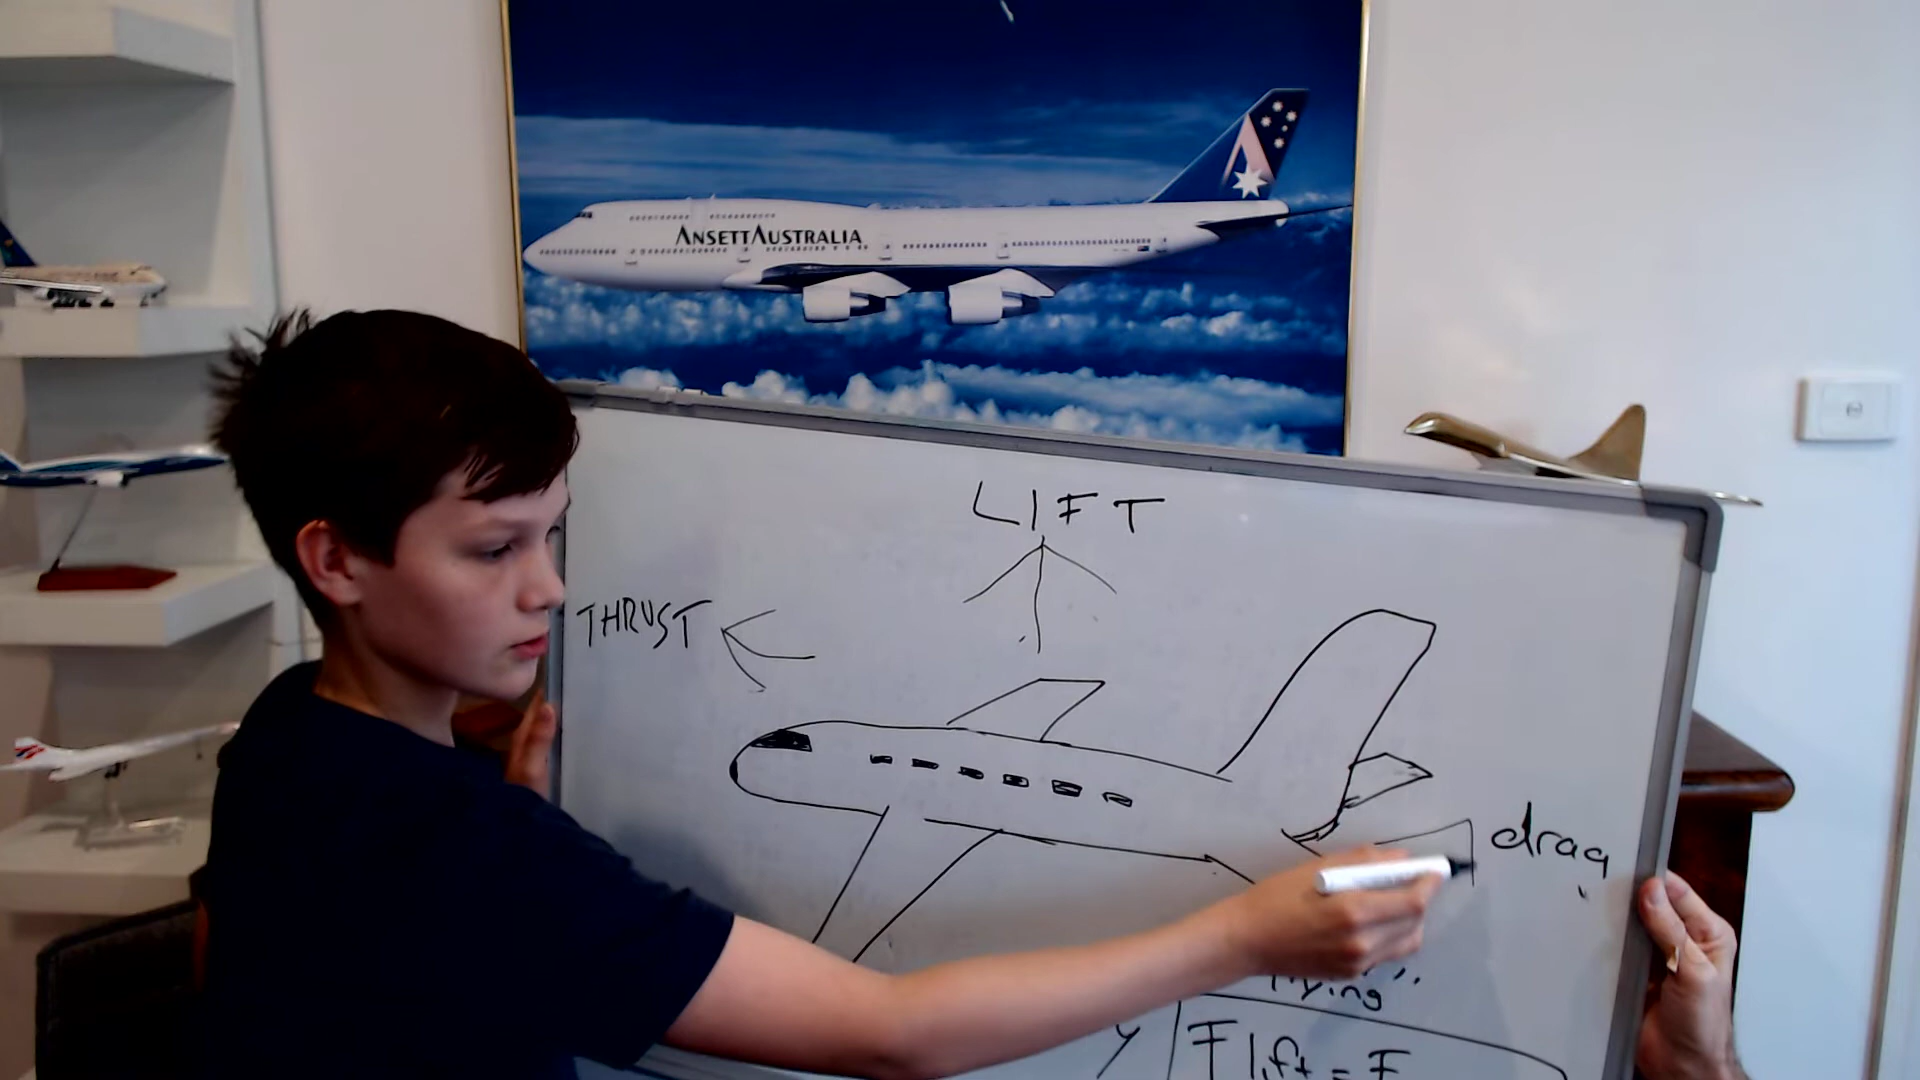 ANSETT AUSTRALIA
LIFT
THRUST
drag
flying"
y F lift = F